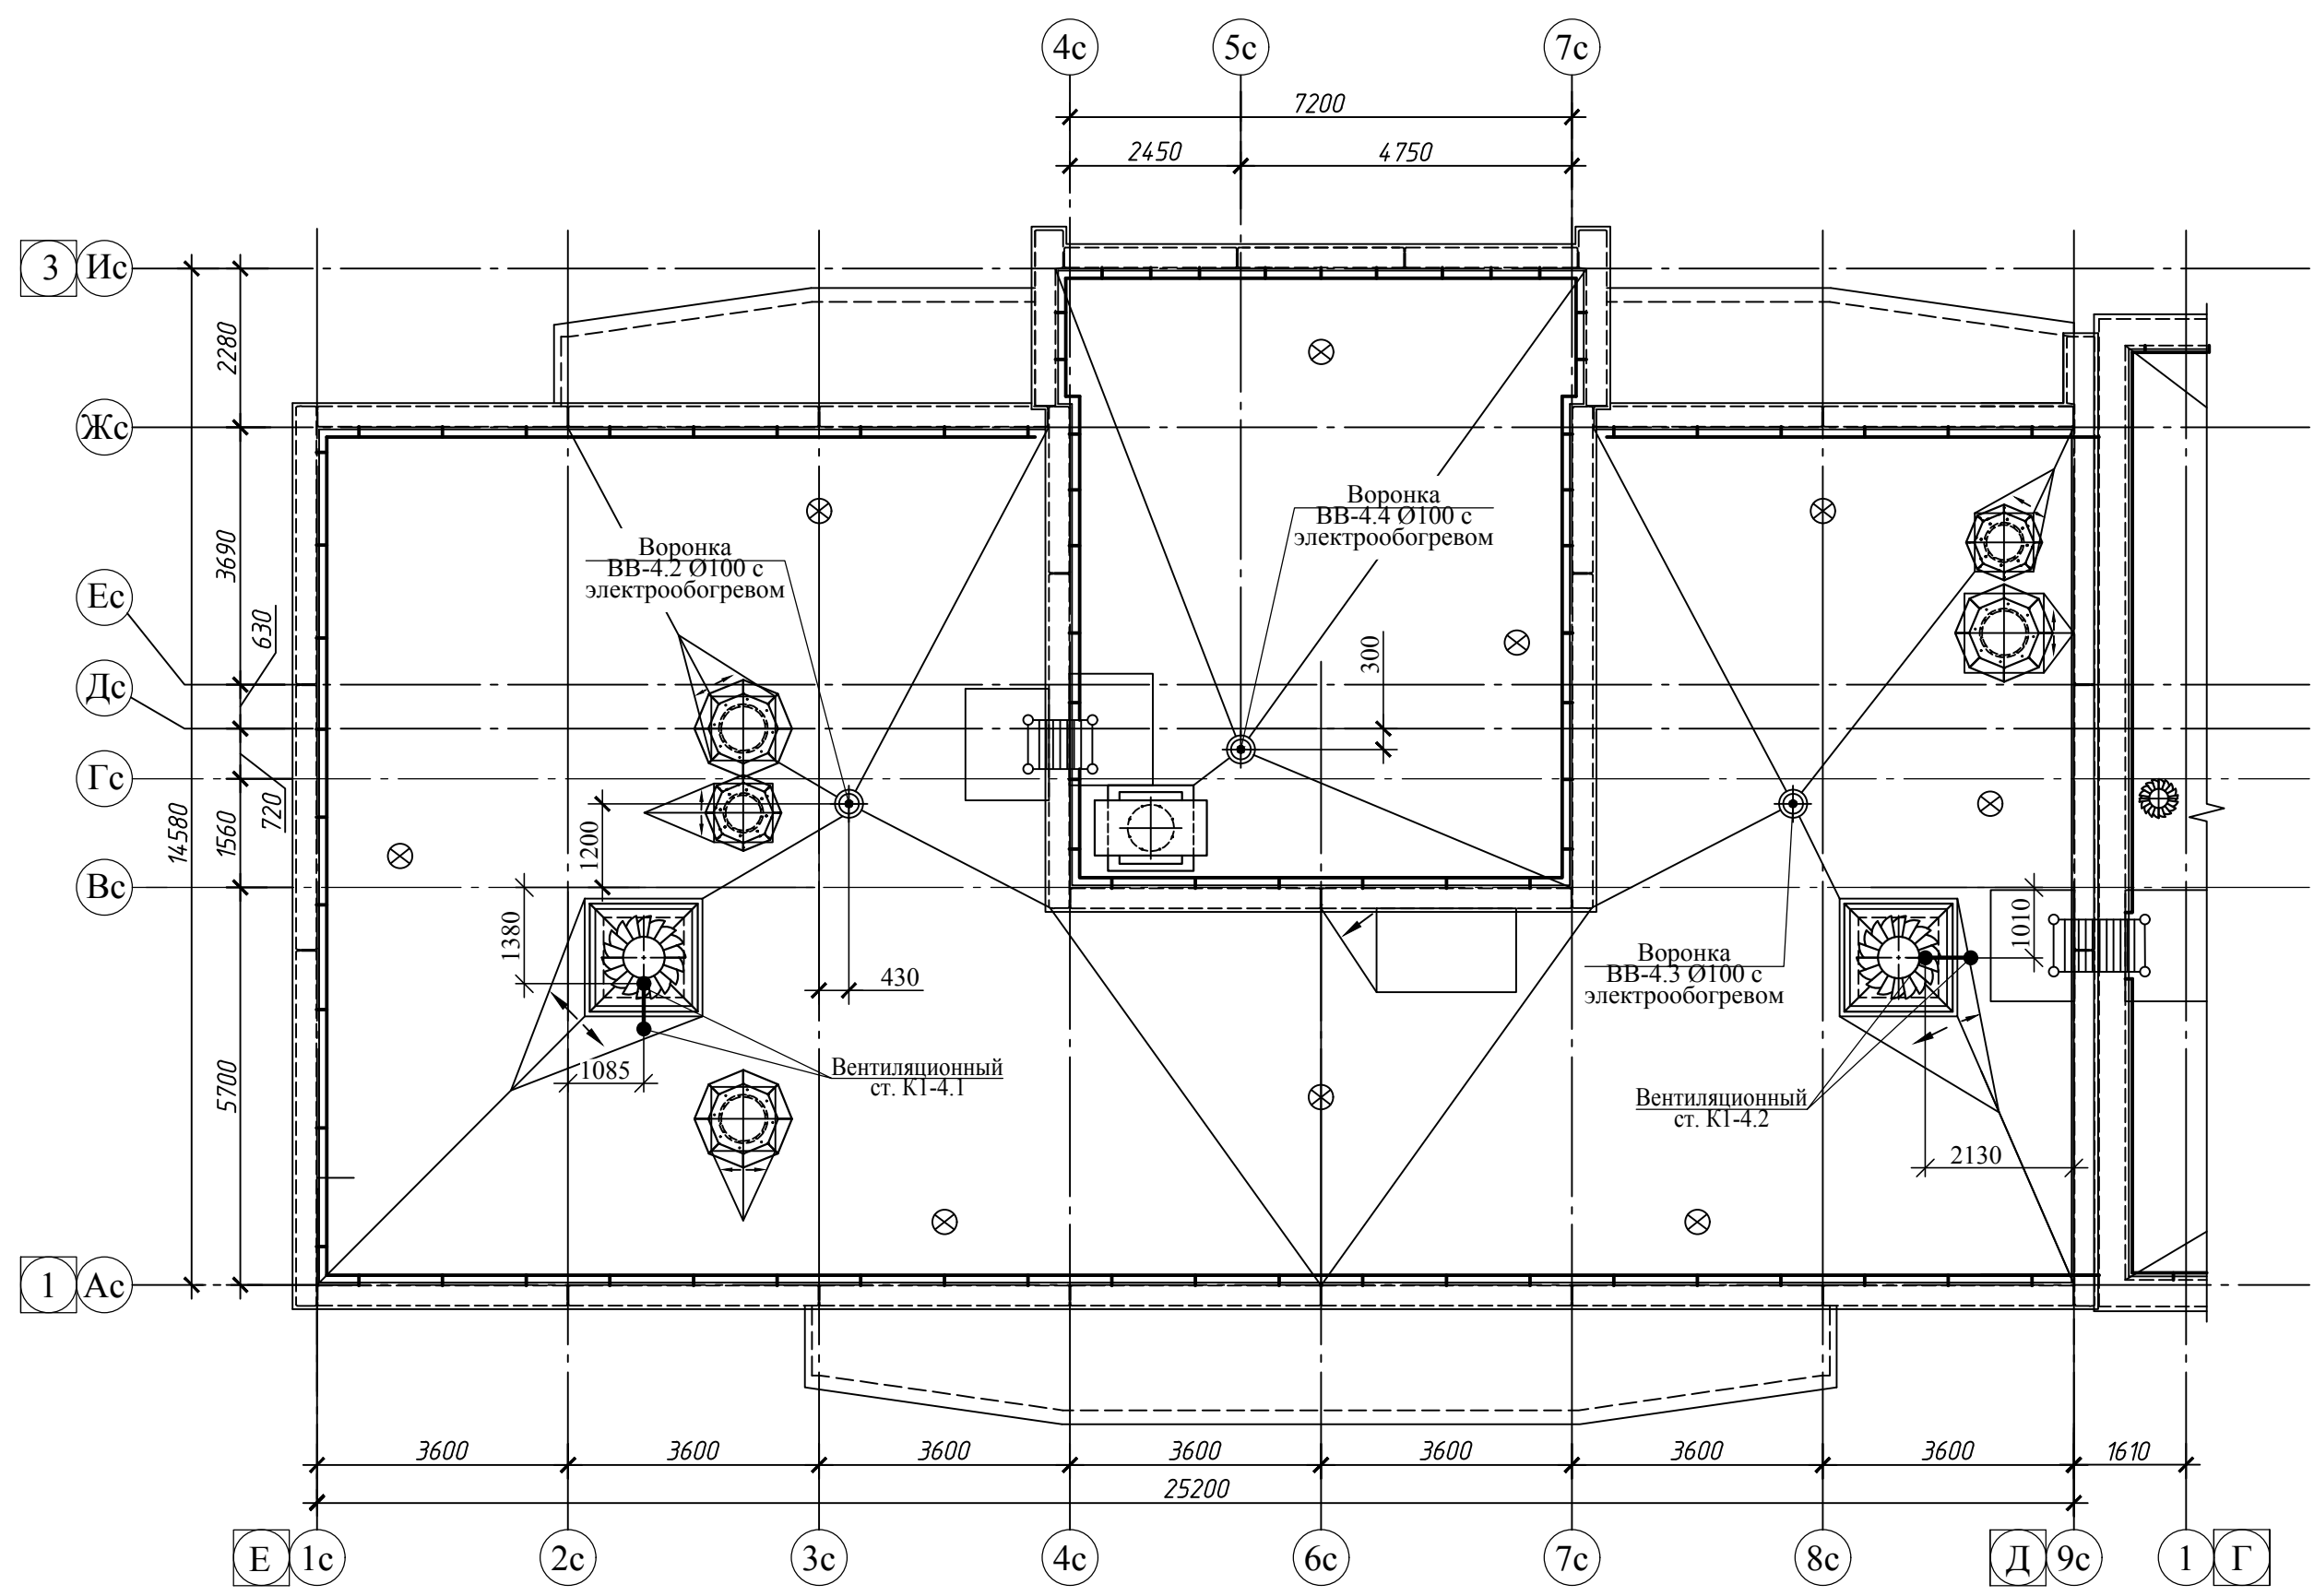 4с
5с
7с
7200
2450
4750
3
Ис
2280
Жс
3690
Воронка
ВВ-4.4 Ø100 с
электрообогревом
Воронка
ВВ-4.2 Ø100 с
электрообогревом
Ес
630
300
Дс
Гс
720
14580
1560
1200
Вс
1380
1010
430
Воронка
ВВ-4.3 Ø100 с
электрообогревом
5700
1085
Вентиляционный
ст. К1-4.1
Вентиляционный
ст. К1-4.2
2130
1
Ас
3600
3600
3600
3600
3600
3600
3600
1610
25200
Е
1с
2с
3с
4с
6с
7с
8с
Д
9с
1
Г